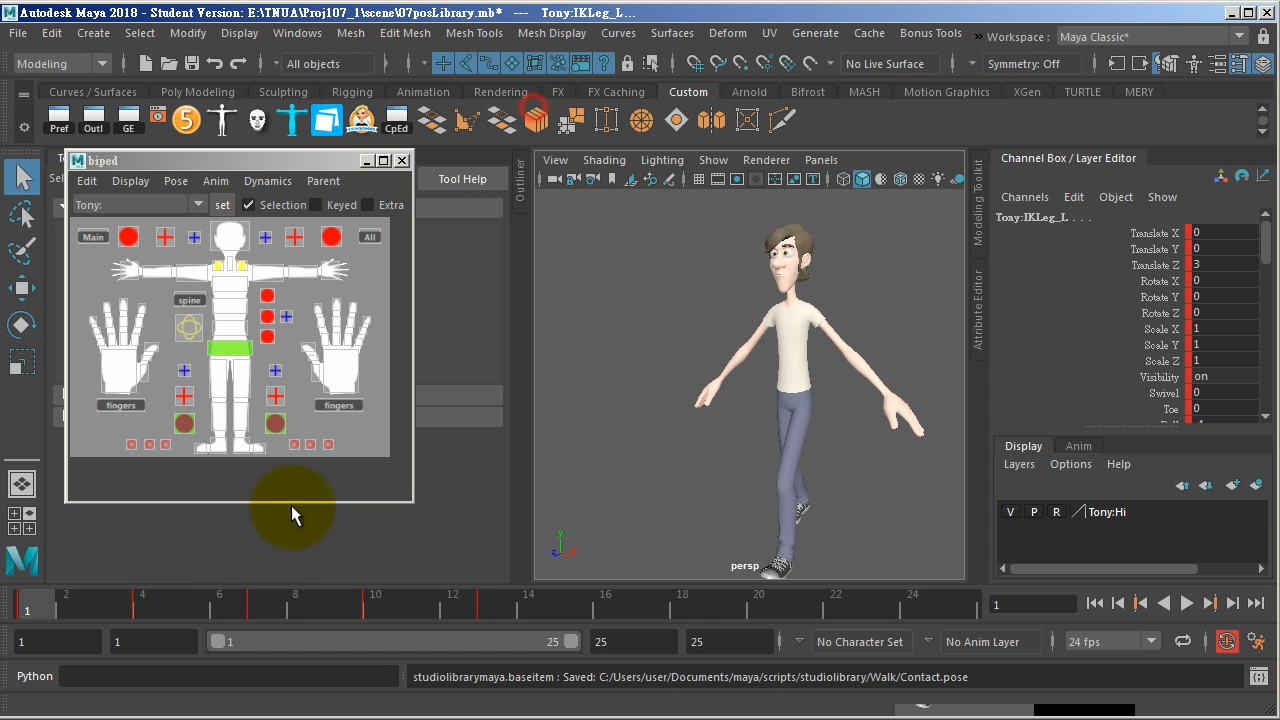 Autodesk Maya 2018 - Student Version: E:\TNUA\Proj107_1\scene\07posLibrary.mb* --- Tony:IKLeg_L...
File Edit Create Select Modify Display Windows Mesh Edit Mesh Mesh Tools Mesh Display Curves Surfaces Deform UV Generate Cache Bonus Tools » Workspace: Maya Classic*
Modeling All objects No Live Surface Symmetry: Off
Curves / Surfaces Poly Modeling Sculpting Rigging Animation Rendering FX FX Caching Custom Arnold Bifrost MASH Motion Graphics XGen TURTLE MERY
Pref Outl GE 5 CpEd
biped
Edit Display Pose Anim Dynamics Parent
Tony: set Selection Keyed Extra
Main All
spine
fingers fingers
Tool Help
Outliner
View Shading Lighting Show Renderer Panels
persp
y
z
Modeling Toolkit
Attribute Editor
Channel Box / Layer Editor
Channels Edit Object Show
Tony:IKLeg_L . . .
Translate X 0
Translate Y 0
Translate Z 3
Rotate X 0
Rotate Y 0
Rotate Z 0
Scale X 1
Scale Y 1
Scale Z 1
Visibility on
Swivel 0
Toe 0
Display Anim
Layers Options Help
V P R Tony:Hi
1 2 4 6 8 10 12 14 16 18 20 22 24 1
1 1 1 25 25 25 No Character Set No Anim Layer 24 fps
Python studiolibrarymaya.baseitem : Saved: C:/Users/user/Documents/maya/scripts/studiolibrary/Walk/Contact.pose